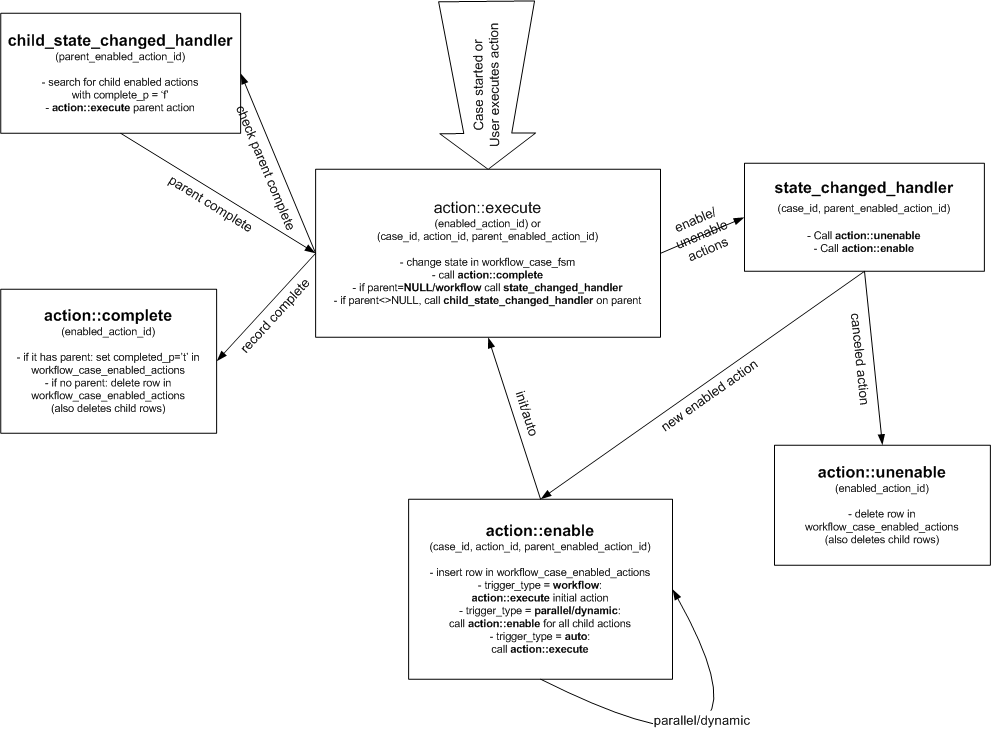 child_state_changed_handler
(parent_enabled_action_id)
- search for child enabled actions
with complete_p = 'f'
- action::execute parent action
Case started or
User executes action
check parent complete
parent complete
action::execute
(enabled_action_id) or
(case_id, action_id, parent_enabled_action_id)
- change state in workflow_case_fsm
- call action::complete
- if parent=NULL/workflow call state_changed_handler
- if parent<>NULL, call child_state_changed_handler on parent
enable/
unenable
actions
state_changed_handler
(case_id, parent_enabled_action_id)
- Call action::unenable
- Call action::enable
action::complete
(enabled_action_id)
- if it has parent: set completed_p='t' in
workflow_case_enabled_actions
- if no parent: delete row in
workflow_case_enabled_actions
(also deletes child rows)
record complete
init/auto
new enabled action
canceled action
action::unenable
(enabled_action_id)
- delete row in
workflow_case_enabled_actions
(also deletes child rows)
action::enable
(case_id, action_id, parent_enabled_action_id)
- insert row in workflow_case_enabled_actions
- trigger_type = workflow:
action::execute initial action
- trigger_type = parallel/dynamic:
call action::enable for all child actions
- trigger_type = auto:
call action::execute
parallel/dynamic